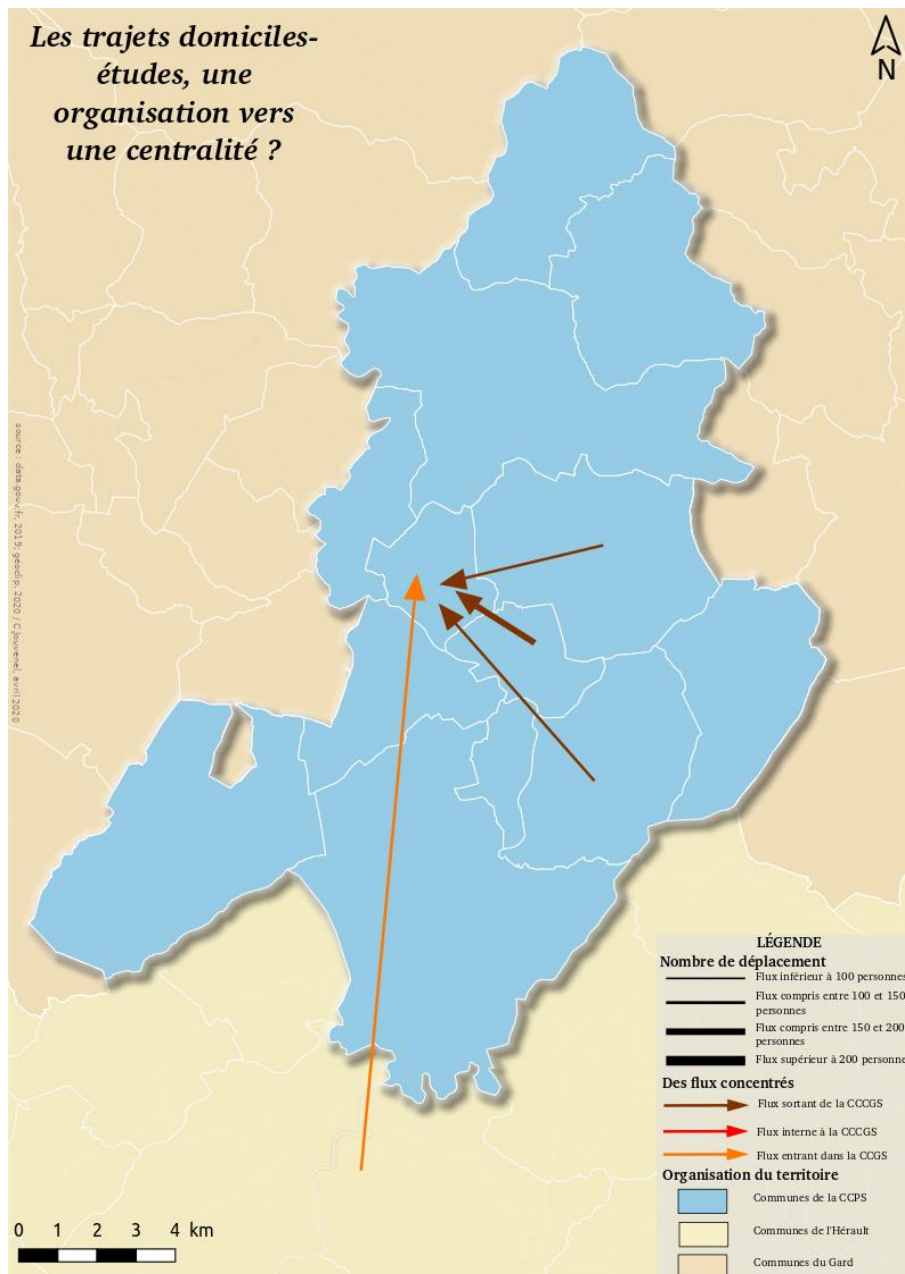 Les trajets domiciles-
études, une
organisation vers
une centralité ?
N
source : data.gouv.fr, 2019; géoclip, 2020 / C.Jouvenel, avril 2020
LÉGENDE
Nombre de déplacement
Flux inférieur à 100 personnes
Flux compris entre 100 et 150
personnes
Flux compris entre 150 et 200
personnes
Flux supérieur à 200 personne
Des flux concentrés
Flux sortant de la CCCGS
Flux interne à la CCCGS
Flux entrant dans la CCGS
Organisation du territoire
Communes de la CCPS
Communes de l'Hérault
Communes du Gard
0 1 2 3 4 km